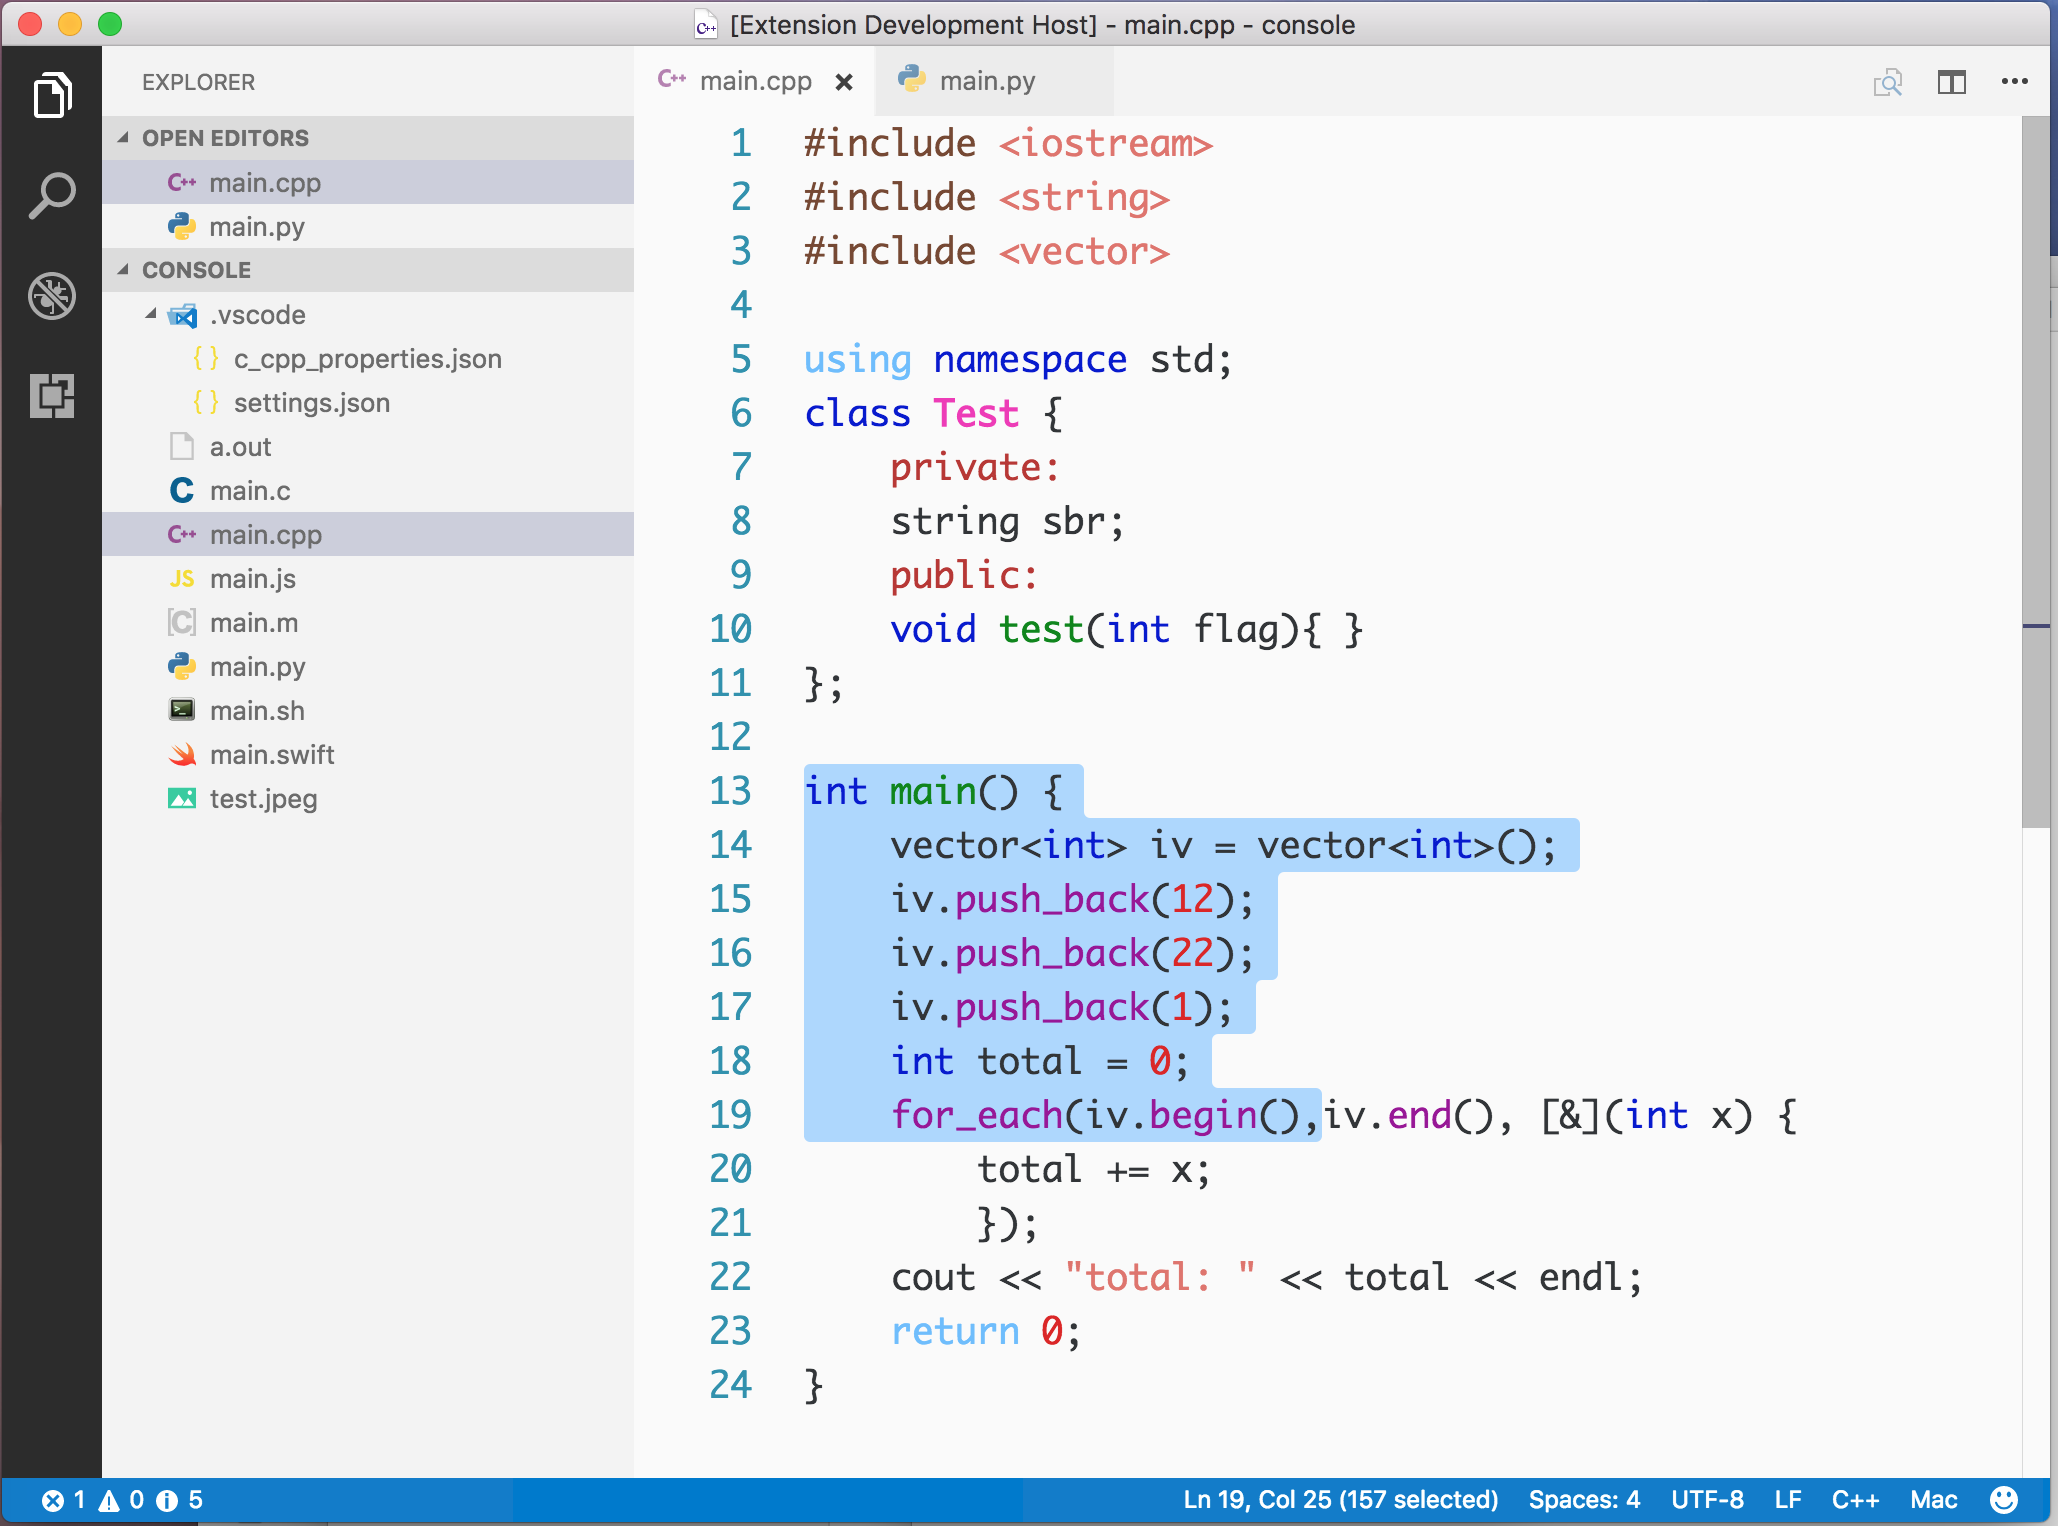 [Extension Development Host] - main.cpp - console
EXPLORER
OPEN EDITORS
C++ main.cpp
main.py
CONSOLE
.vscode
{ } c_cpp_properties.json
{ } settings.json
a.out
C main.c
C++ main.cpp
JS main.js
[C] main.m
main.py
main.sh
main.swift
test.jpeg
C++ main.cpp × main.py
1 #include <iostream>
2 #include <string>
3 #include <vector>
4
5 using namespace std;
6 class Test {
7     private:
8     string sbr;
9     public:
10     void test(int flag){ }
11 };
12
13 int main() {
14     vector<int> iv = vector<int>();
15     iv.push_back(12);
16     iv.push_back(22);
17     iv.push_back(1);
18     int total = 0;
19     for_each(iv.begin(),iv.end(), [&](int x) {
20         total += x;
21         });
22     cout << "total: " << total << endl;
23     return 0;
24 }
1 0 5 Ln 19, Col 25 (157 selected) Spaces: 4 UTF-8 LF C++ Mac